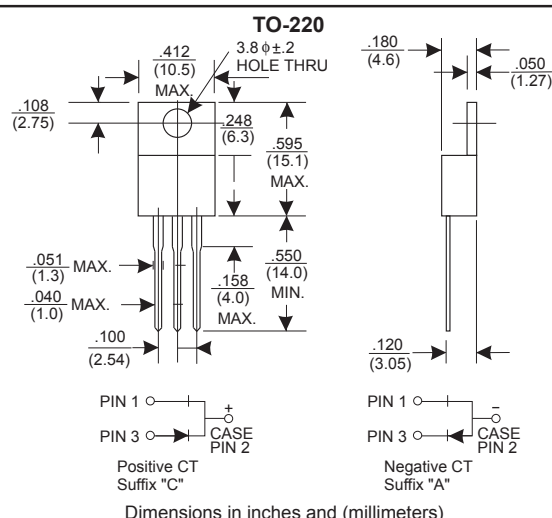 TO-220
.412
(10.5)
MAX.
3.8 ϕ±.2
HOLE THRU
.108
(2.75)
.248
(6.3)
.595
(15.1)
MAX.
.051
(1.3) MAX.
.040
(1.0) MAX.
.158
(4.0)
MAX.
.550
(14.0)
MIN.
.100
(2.54)
.180
(4.6)
.050
(1.27)
.120
(3.05)
PIN 1
+
PIN 3
CASE
PIN 2
Positive CT
Suffix "C"
PIN 1
–
PIN 3
CASE
PIN 2
Negative CT
Suffix "A"
Dimensions in inches and (millimeters)